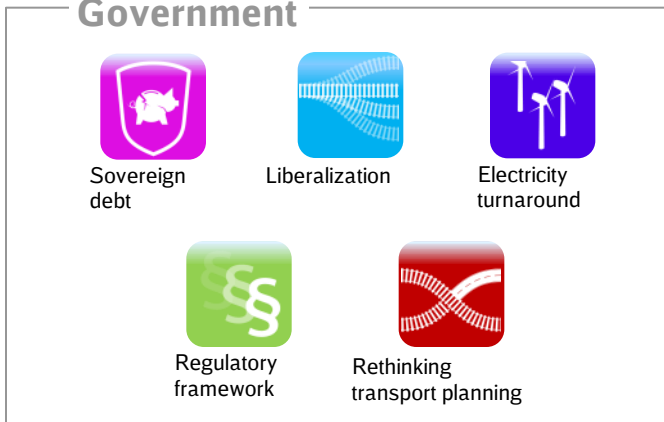 Government
Sovereign
debt
Liberalization
Electricity
turnaround
§§§
Regulatory
framework
Rethinking
transport planning